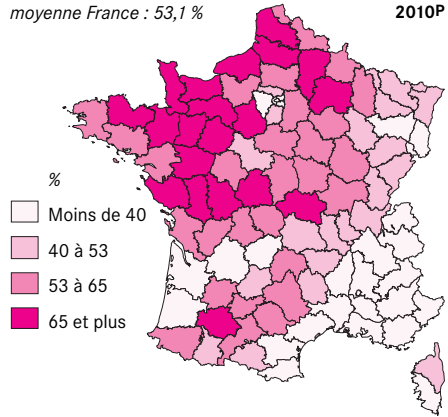 moyenne France : 53,1 %
2010P
%
Moins de 40
40 à 53
53 à 65
65 et plus